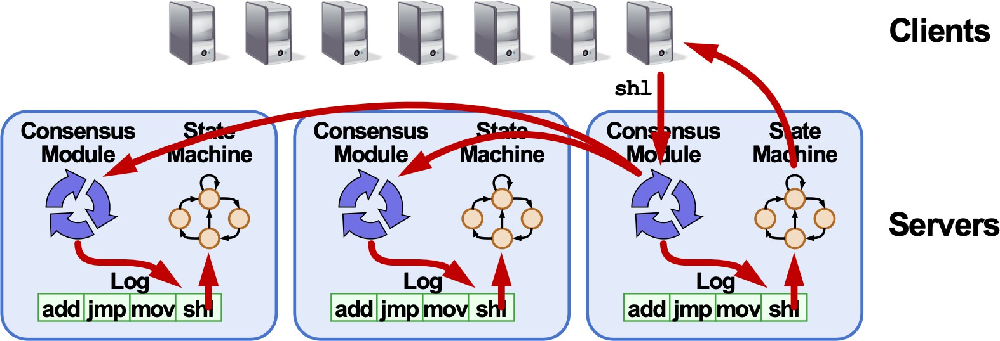 Clients
shl
Consensus Module
State Machine
Log
add jmp mov shl
Consensus Module
State Machine
Log
add jmp mov shl
Consensus Module
State Machine
Log
add jmp mov shl
Servers